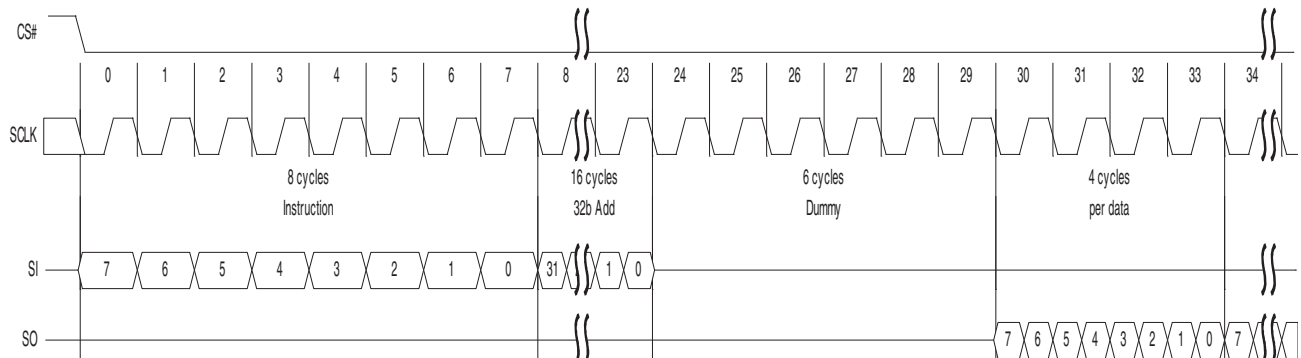 CS#
0 1 2 3 4 5 6 7 8 23 24 25 26 27 28 29 30 31 32 33 34
SCLK
8 cycles 16 cycles 6 cycles 4 cycles
Instruction 32b Add Dummy per data
SI 7 6 5 4 3 2 1 0 31 1 0
SO 7 6 5 4 3 2 1 0 7